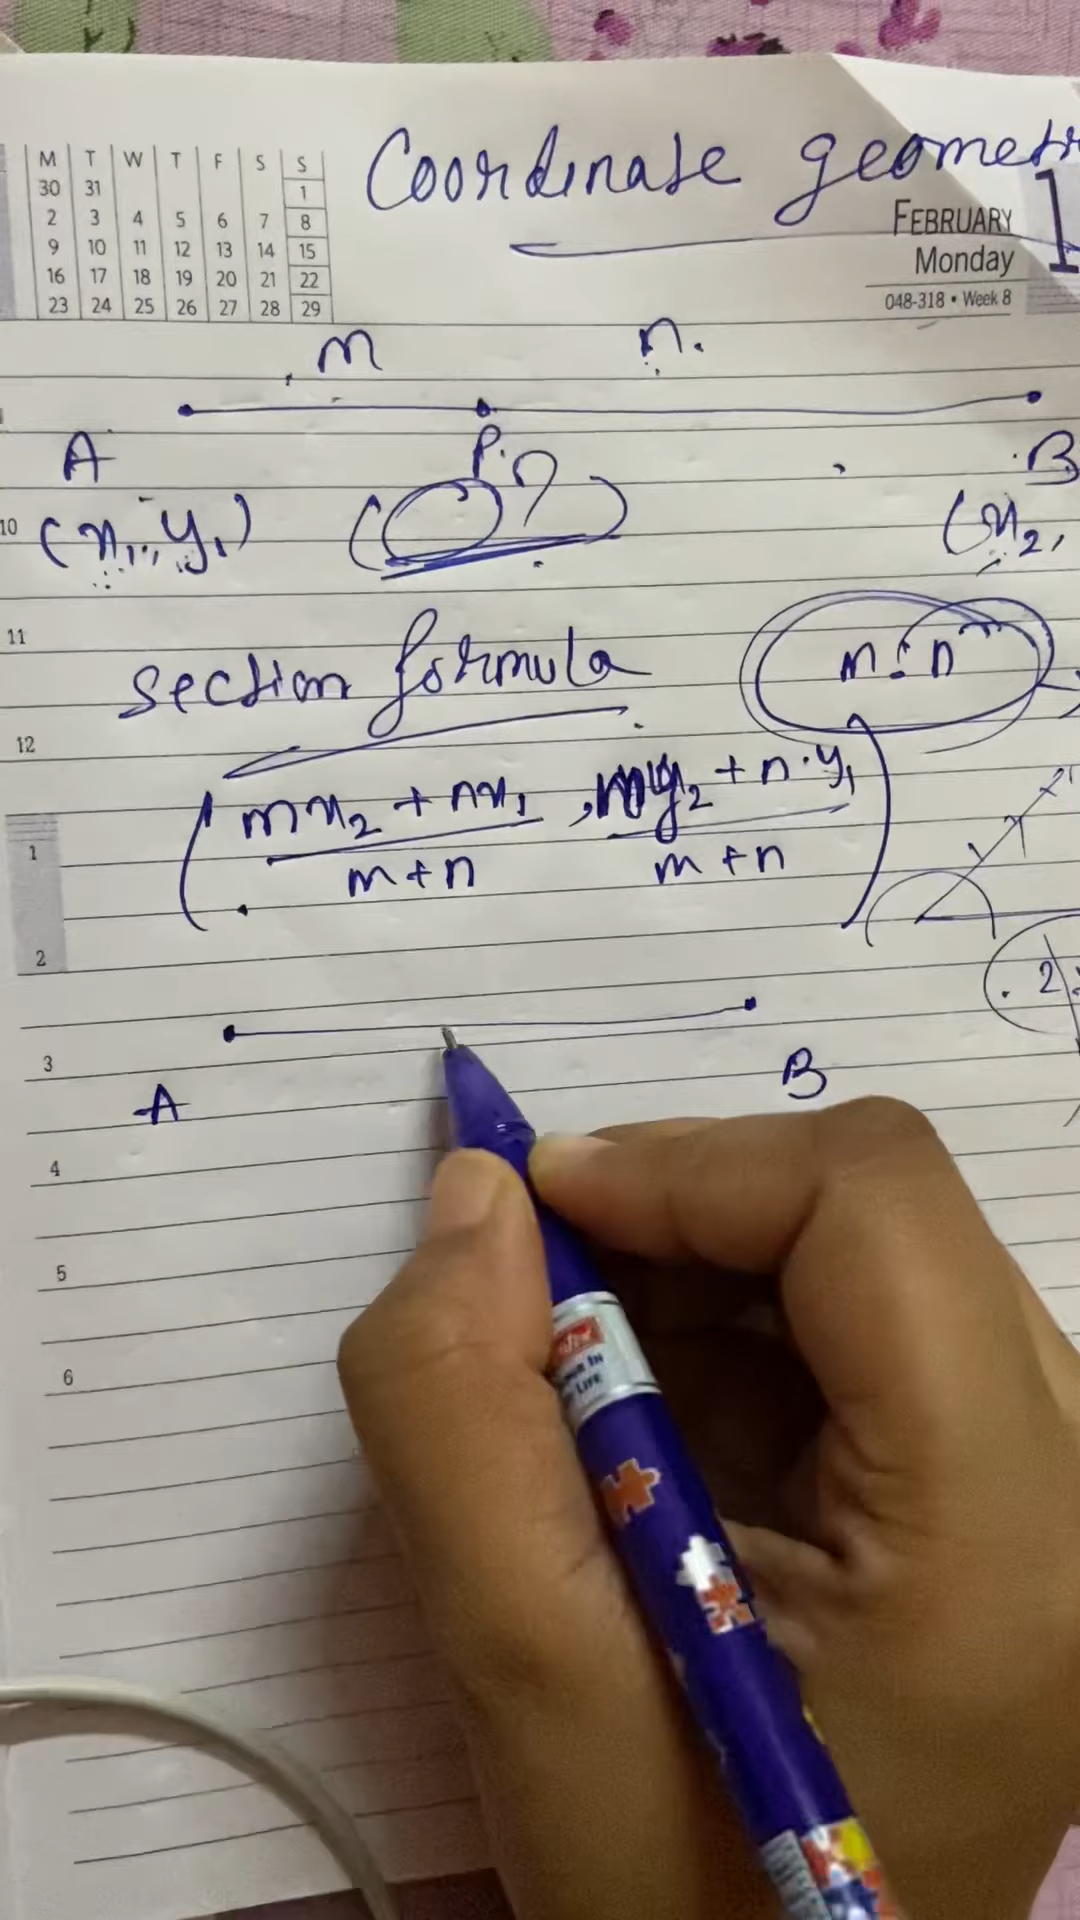 Coordinate geomet
M T W T F S S
30 31 1
2 3 4 5 6 7 8
9 10 11 12 13 14 15
16 17 18 19 20 21 22
23 24 25 26 27 28 29
FEBRUARY
Monday
048-318 • Week 8
m n.
A P. B
10 (x₁, y₁) ( ? ) (x₂,
11
section formula m : n
12
( mx₂ + nx₁ , my₂ + n·y₁ )
1
m + n m + n
2
2
3
A B
4
5
6